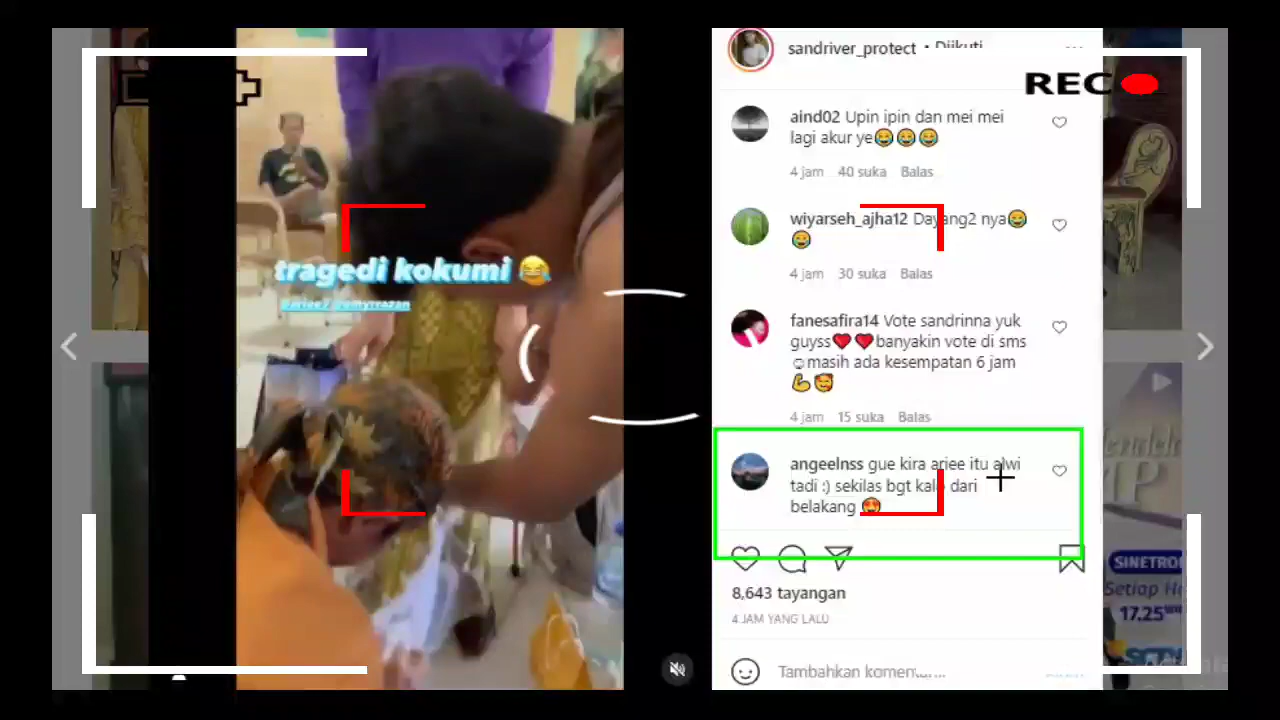 tragedi kokumi 😂
sandriver_protect • Diikuti
REC
aind02 Upin ipin dan mei mei
lagi akur ye😂😂😂
4 jam 40 suka Balas
wiyarseh_ajha12 Dayang2 nya😂
😂
4 jam 30 suka Balas
fanesafira14 Vote sandrinna yuk
guyss❤️❤️banyakin vote di sms
☺️masih ada kesempatan 6 jam
💪🥰
4 jam 15 suka Balas
angeelnss gue kira ariee itu alwi
tadi :) sekilas bgt kalo dari
belakang 😍
8,643 tayangan
4 JAM YANG LALU
Tambahkan komentar...
SINETRON
Setiap
17.25